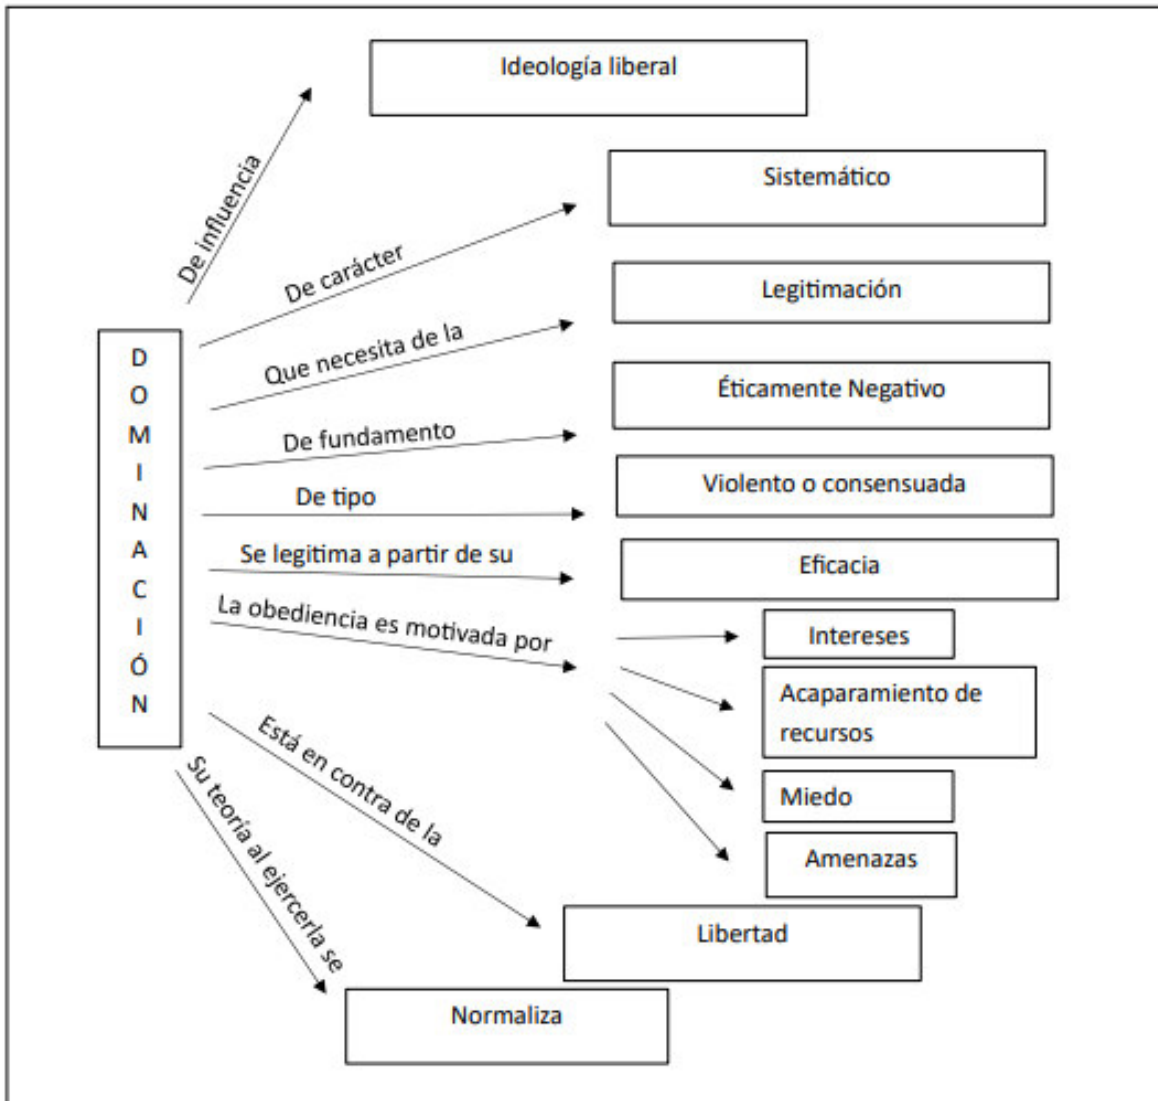 Ideología liberal
De influencia
Sistemático
De carácter
Legitimación
Que necesita de la
Éticamente Negativo
De fundamento
Violento o consensuada
De tipo
Eficacia
Se legitima a partir de su
La obediencia es motivada por
Intereses
Acaparamiento de
recursos
Miedo
Amenazas
Está en contra de la
Libertad
Su teoría al ejercerla se
Normaliza
D
O
M
I
N
A
C
I
Ó
N